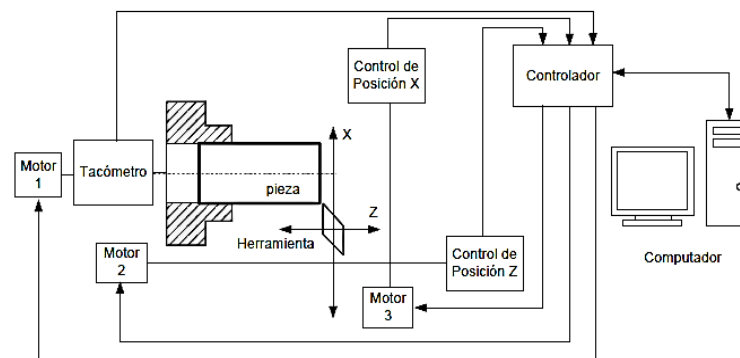 Control de
Posición X
Controlador
X
Motor
1
Tacómetro
pieza
Z
Herramienta
Motor
2
Control de
Posición Z
Motor
3
Computador